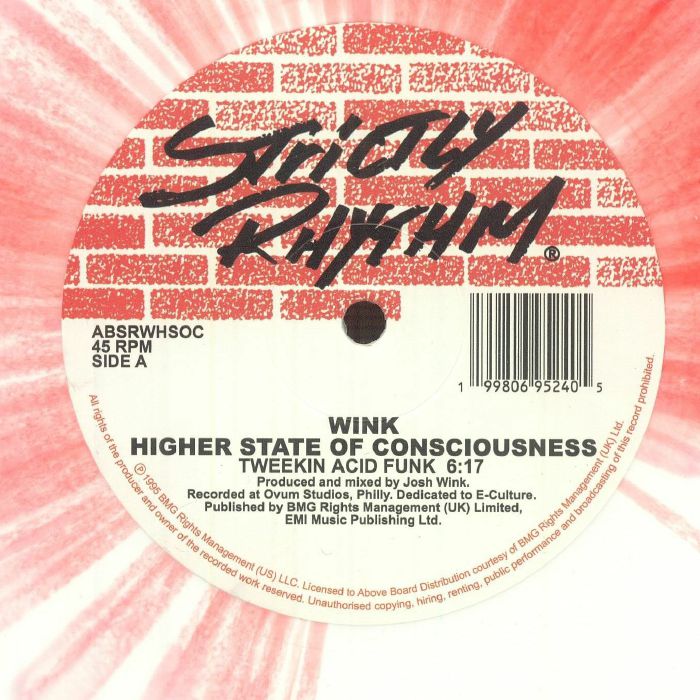 STRICTLY
RHYTHM®
ABSRWHSOC
45 RPM
SIDE A
1 99806 95240 5
WINK
HIGHER STATE OF CONSCIOUSNESS
TWEEKIN ACID FUNK 6:17
Produced and mixed by Josh Wink.
Recorded at Ovum Studios, Philly. Dedicated to E-Culture.
Published by BMG Rights Management (UK) Limited,
EMI Music Publishing Ltd.
℗1995 BMG Rights Management (US) LLC. Licensed to Above Board Distribution courtesy of BMG Rights Management (UK) Ltd.
All rights of the producer and owner of the recorded work reserved. Unauthorised copying, hiring, renting, public performance and broadcasting of this record prohibited.